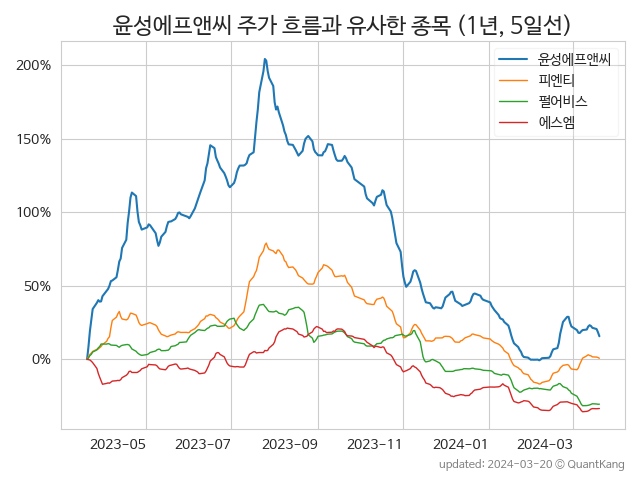 윤성에프앤씨 주가 흐름과 유사한 종목 (1년, 5일선)
윤성에프앤씨
피엔티
펄어비스
에스엠
200%
150%
100%
50%
0%
2023-05 2023-07 2023-09 2023-11 2024-01 2024-03
updated: 2024-03-20 © QuantKang